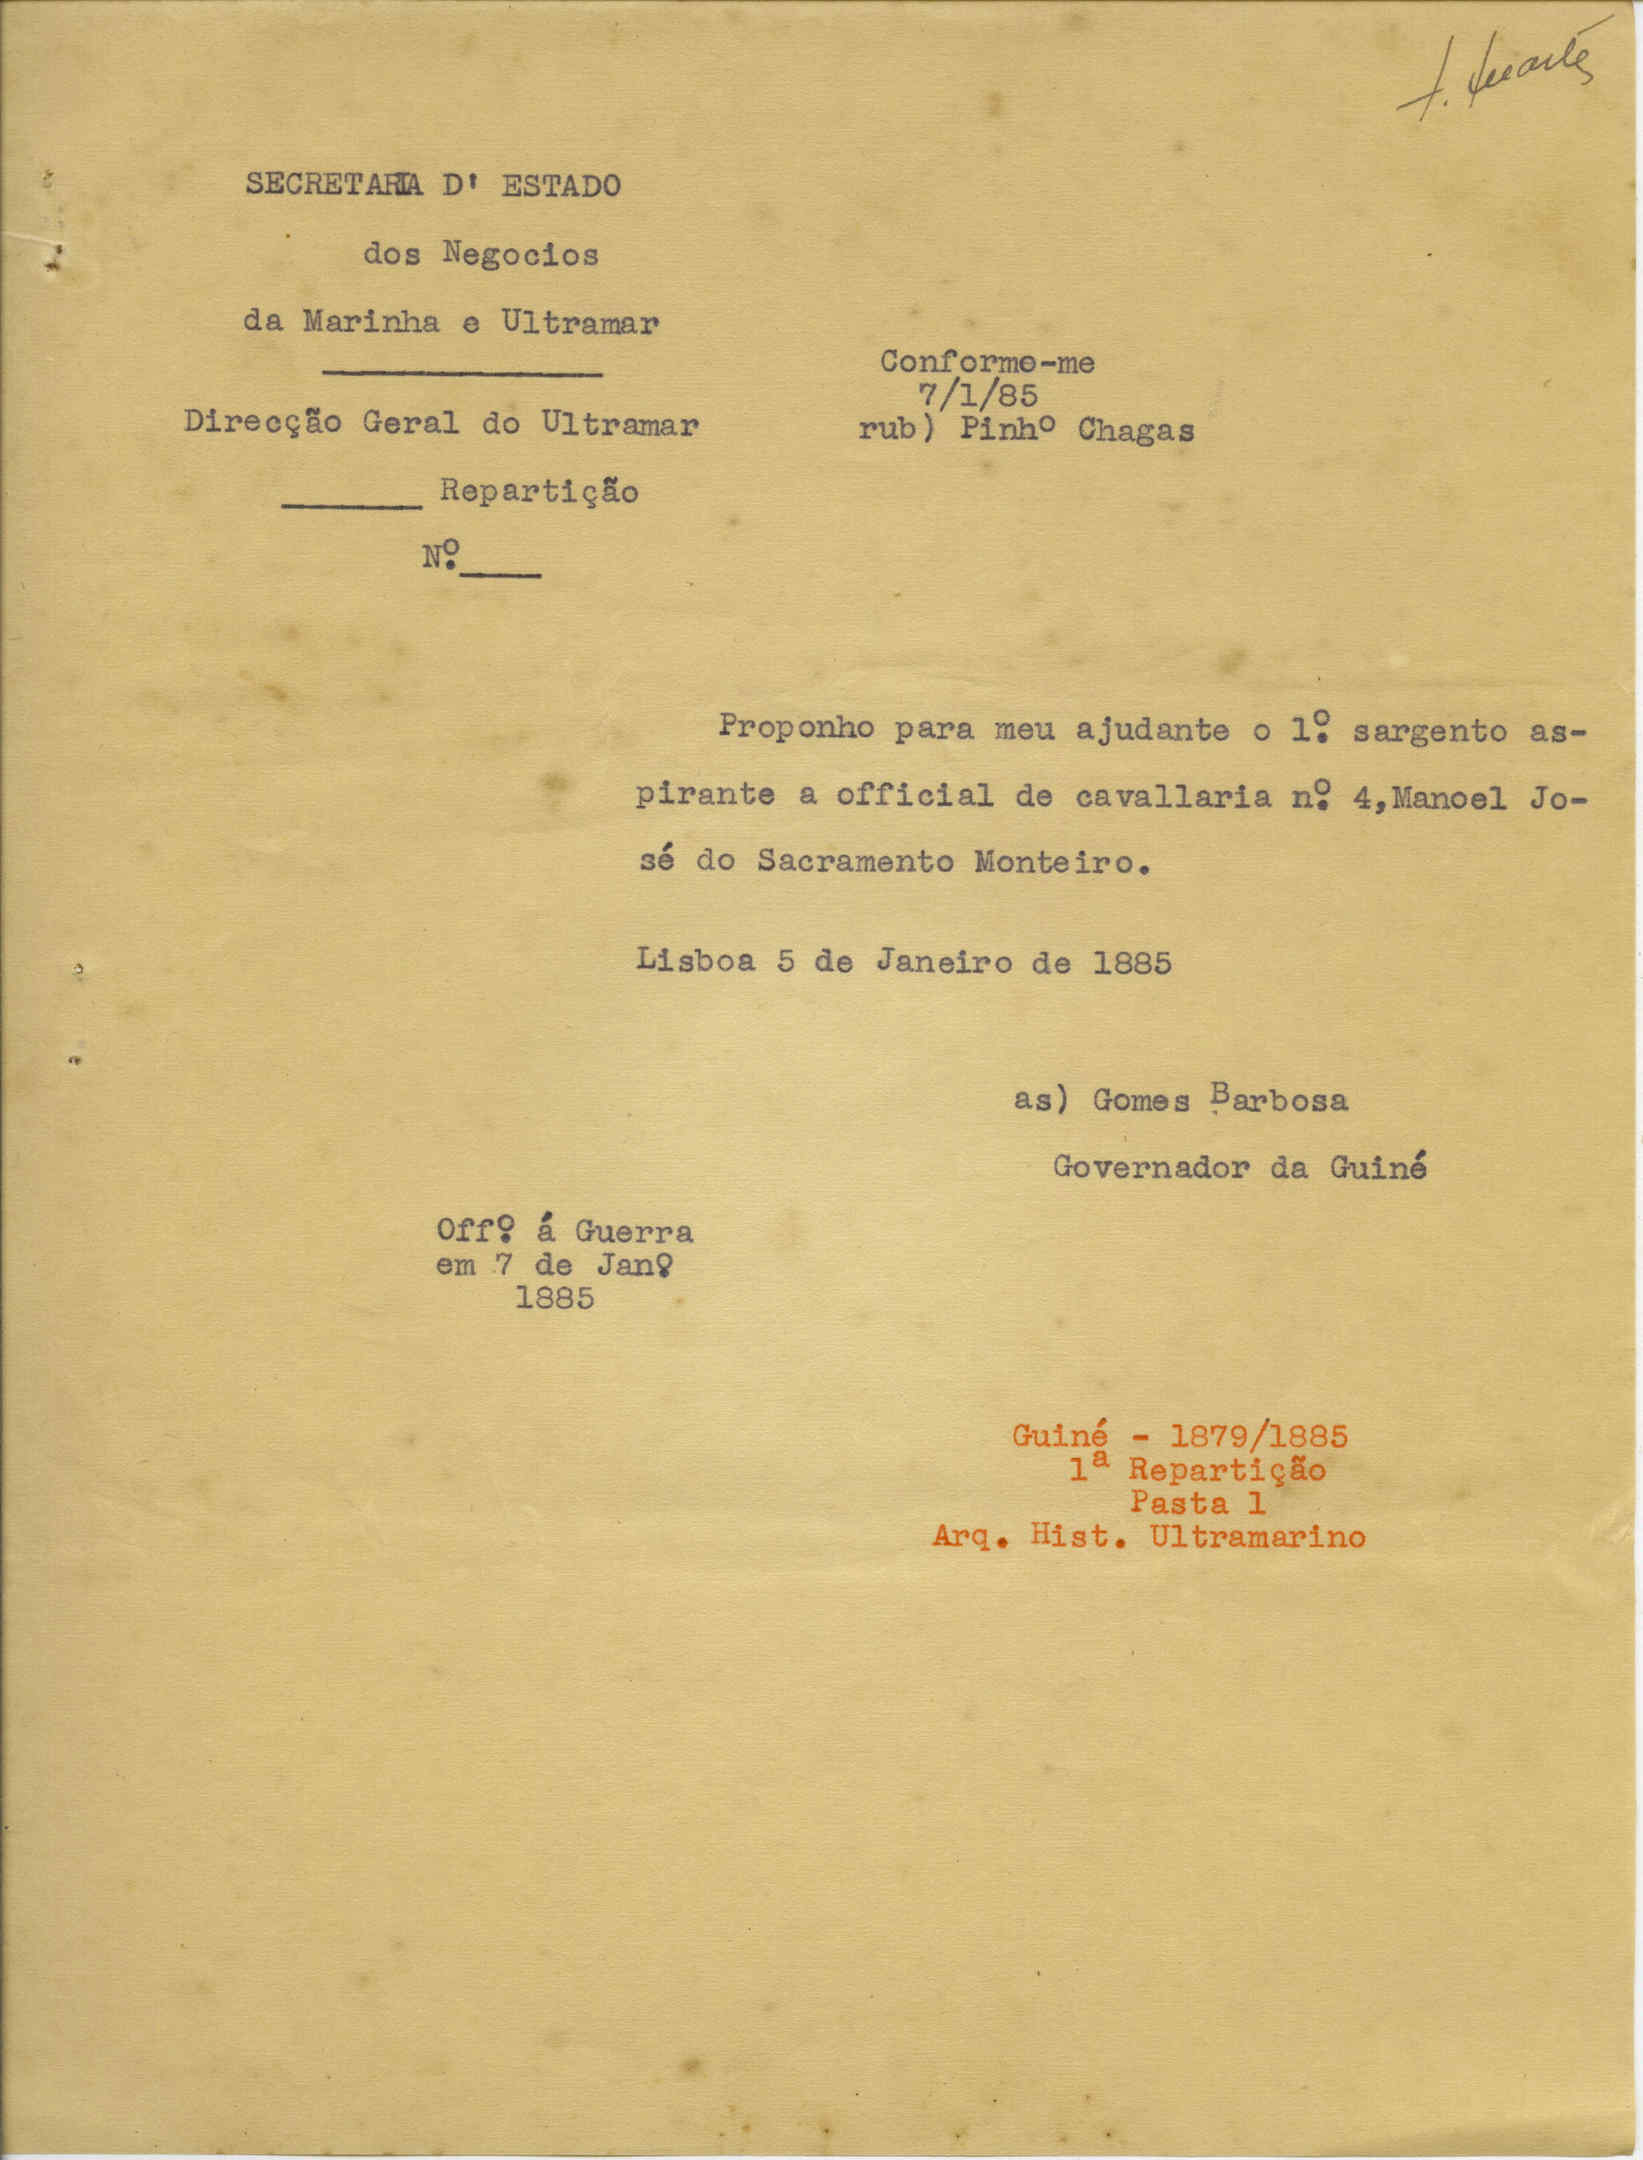 SECRETARIA D' ESTADO
dos Negocios
da Marinha e Ultramar
Direcção Geral do Ultramar
______ Repartição
Nº____
Conforme-me
7/1/85
rub) Pinhº Chagas
Proponho para meu ajudante o 1º sargento as-
pirante a official de cavallaria nº 4,Manoel Jo-
sé do Sacramento Monteiro.
Lisboa 5 de Janeiro de 1885
as) Gomes Barbosa
Governador da Guiné
Offº á Guerra
em 7 de Janº
1885
Guiné - 1879/1885
1ª Repartição
Pasta 1
Arq. Hist. Ultramarino